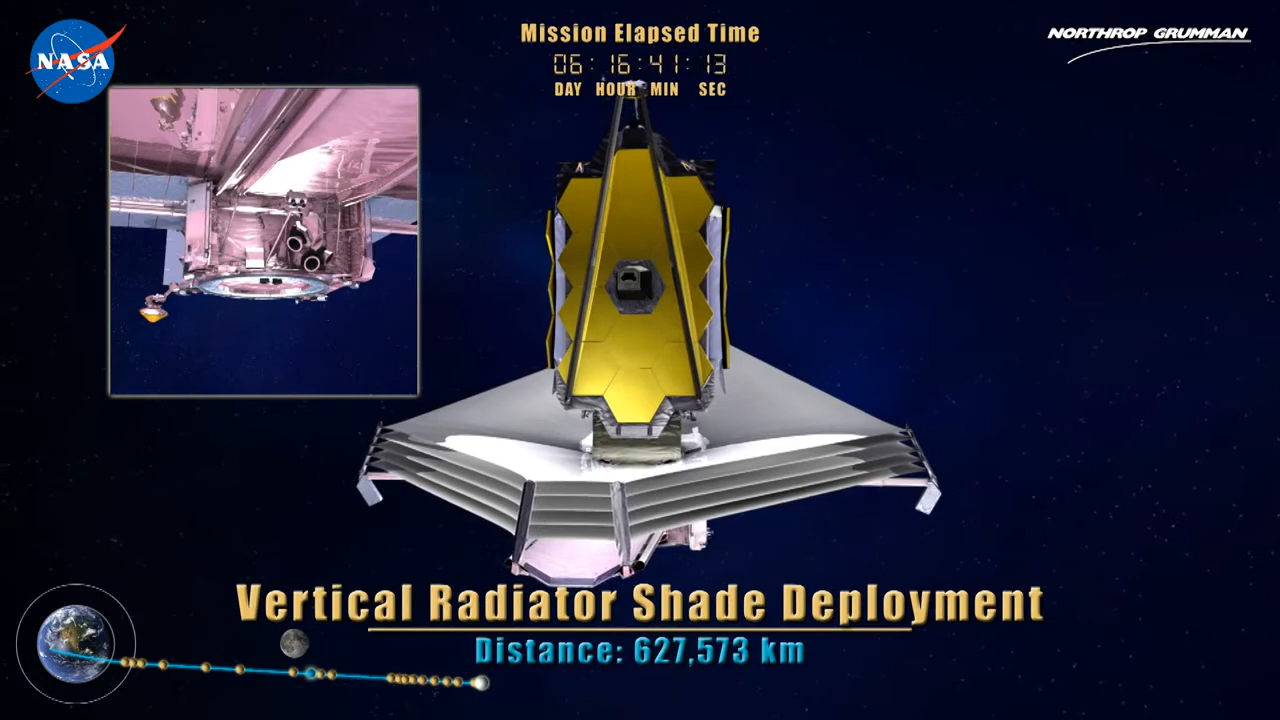 NASA
Mission Elapsed Time
06:16:41:13
DAY HOUR MIN SEC
NORTHROP GRUMMAN
Vertical Radiator Shade Deployment
Distance: 627,573 km